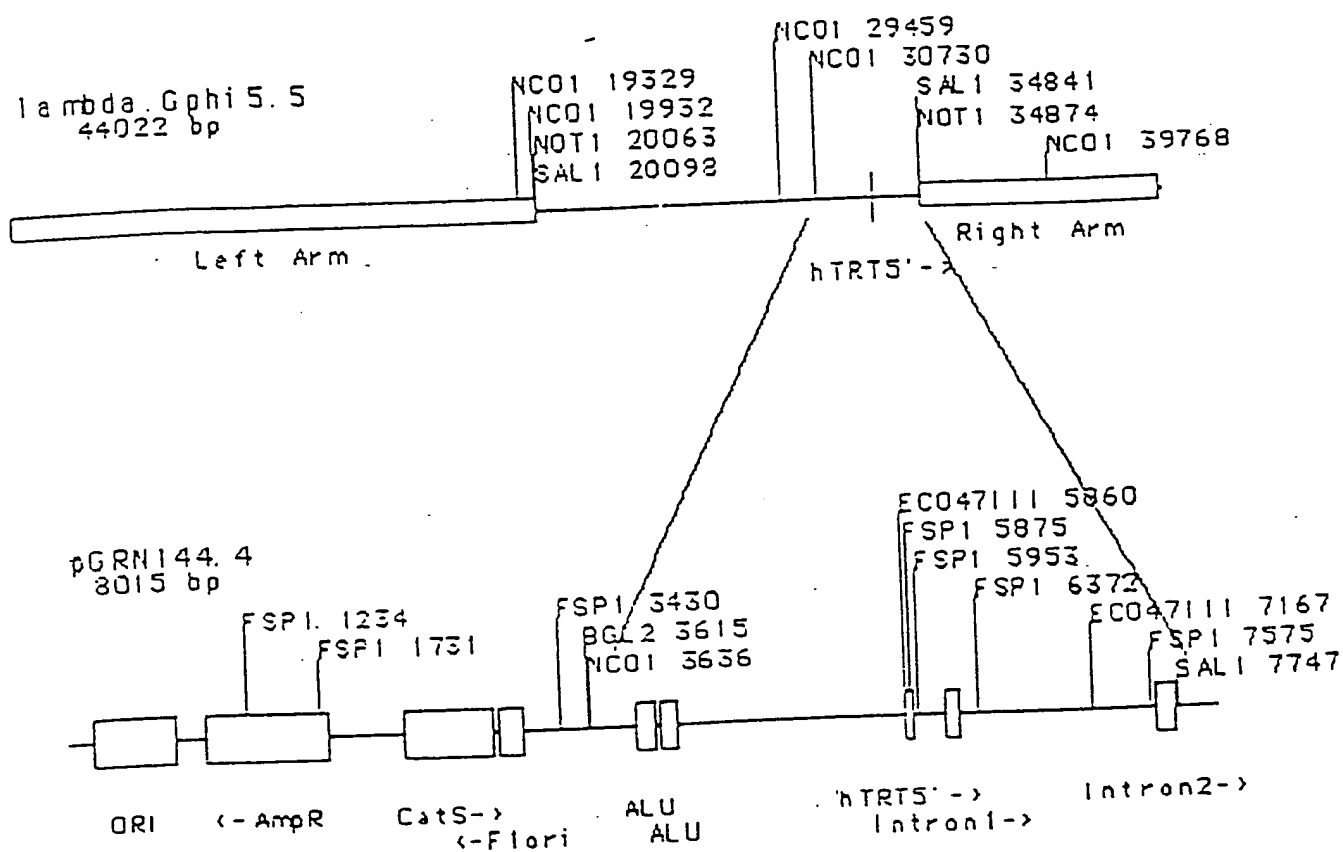 lambda.Gphi5.5
44022 bp
NCO1 19329
NCO1 19932
NOT1 20063
SAL1 20098
NCO1 29459
NCO1 30730
SAL1 34841
NOT1 34874
NCO1 39768
Left Arm
Right Arm
hTRT5'->
pGRN144.4
8015 bp
FSP1 1234
FSP1 1731
FSP1 3430
BGL2 3615
NCO1 3636
ECO47111 5860
FSP1 5875
FSP1 5953
FSP1 6372
ECO47111 7167
FSP1 7575
SAL1 7747
ORI
<-AmpR
CatS->
<-Flori
ALU
ALU
hTRT5'->
Intron1->
Intron2->